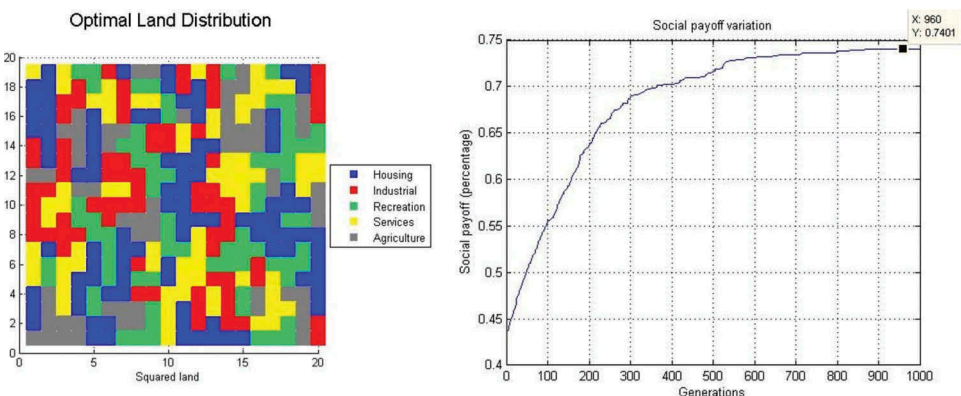 Optimal Land Distribution
20
18
16
14
12
10
8
6
4
2
0
0 5 10 15 20
Squared land
Housing
Industrial
Recreation
Services
Agriculture
Social payoff variation
X: 960
Y: 0.7401
Social payoff (percentage)
0.75
0.7
0.65
0.6
0.55
0.5
0.45
0.4
0 100 200 300 400 500 600 700 800 900 1000
Generations